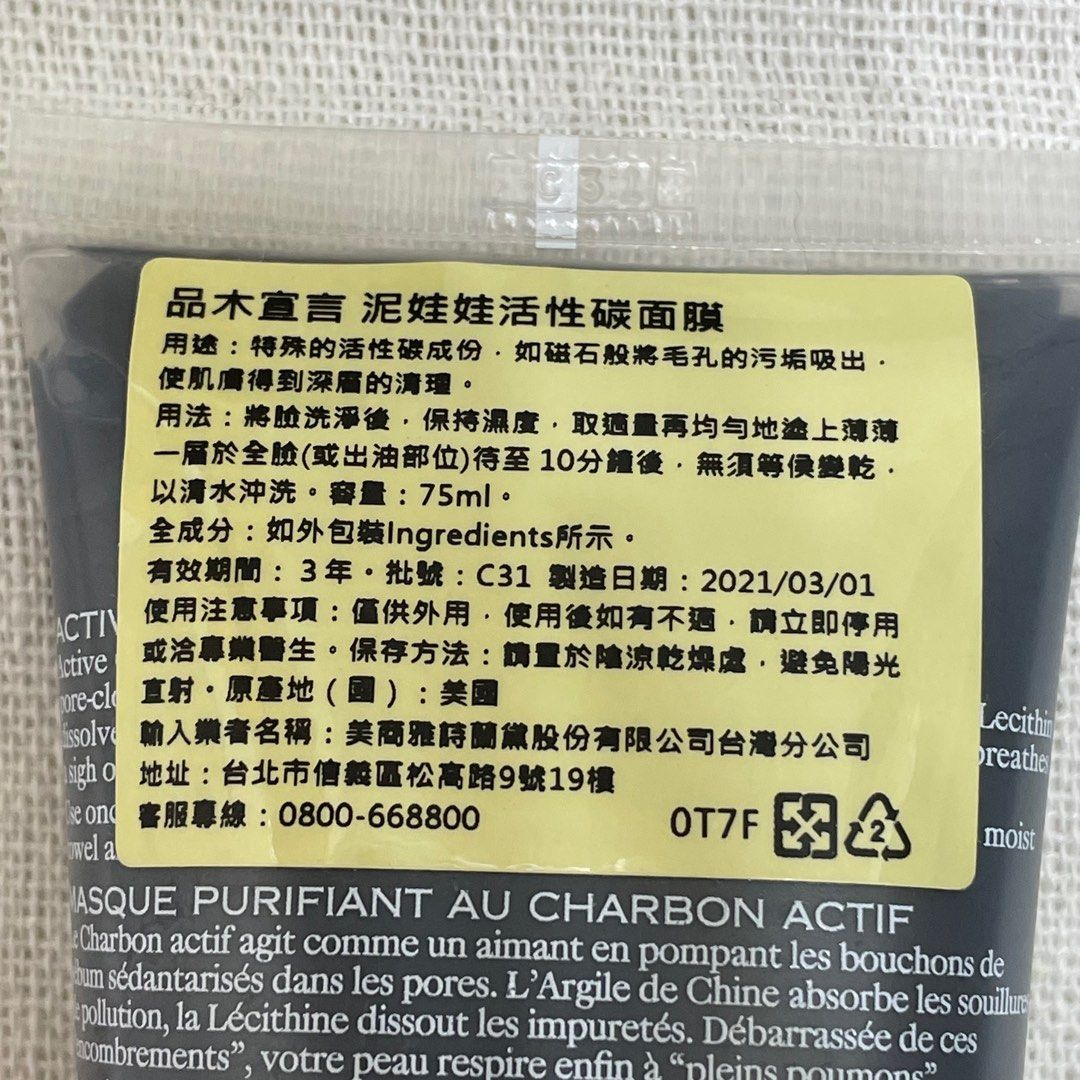 品木宣言 泥娃娃活性碳面膜
用途：特殊的活性碳成份，如磁石般將毛孔的污垢吸出，
使肌膚得到深層的清理。
用法：將臉洗淨後，保持濕度，取適量再均勻地塗上薄薄
一層於全臉(或出油部位)待至 10分鐘後，無須等侯變乾，
以清水沖洗。容量：75ml。
全成分：如外包裝Ingredients所示。
有效期間：3年。批號：C31 製造日期：2021/03/01
使用注意事項：僅供外用，使用後如有不適，請立即停用
或洽專業醫生。保存方法：請置於陰涼乾燥處，避免陽光
直射。原產地（國）：美國
輸入業者名稱：美商雅詩蘭黛股份有限公司台灣分公司
地址：台北市信義區松高路9號19樓
客服專線：0800-668800
0T7F 2
Active
Lecithin
breathes
moist
MASQUE PURIFIANT AU CHARBON ACTIF
Charbon actif agit comme un aimant en pompant les bouchons de
sédantarisés dans les pores. L’Argile de Chine absorbe les souillures
pollution, la Lécithine dissout les impuretés. Débarrassée de ces
encombrements”, votre peau respire enfin à “pleins poumons”